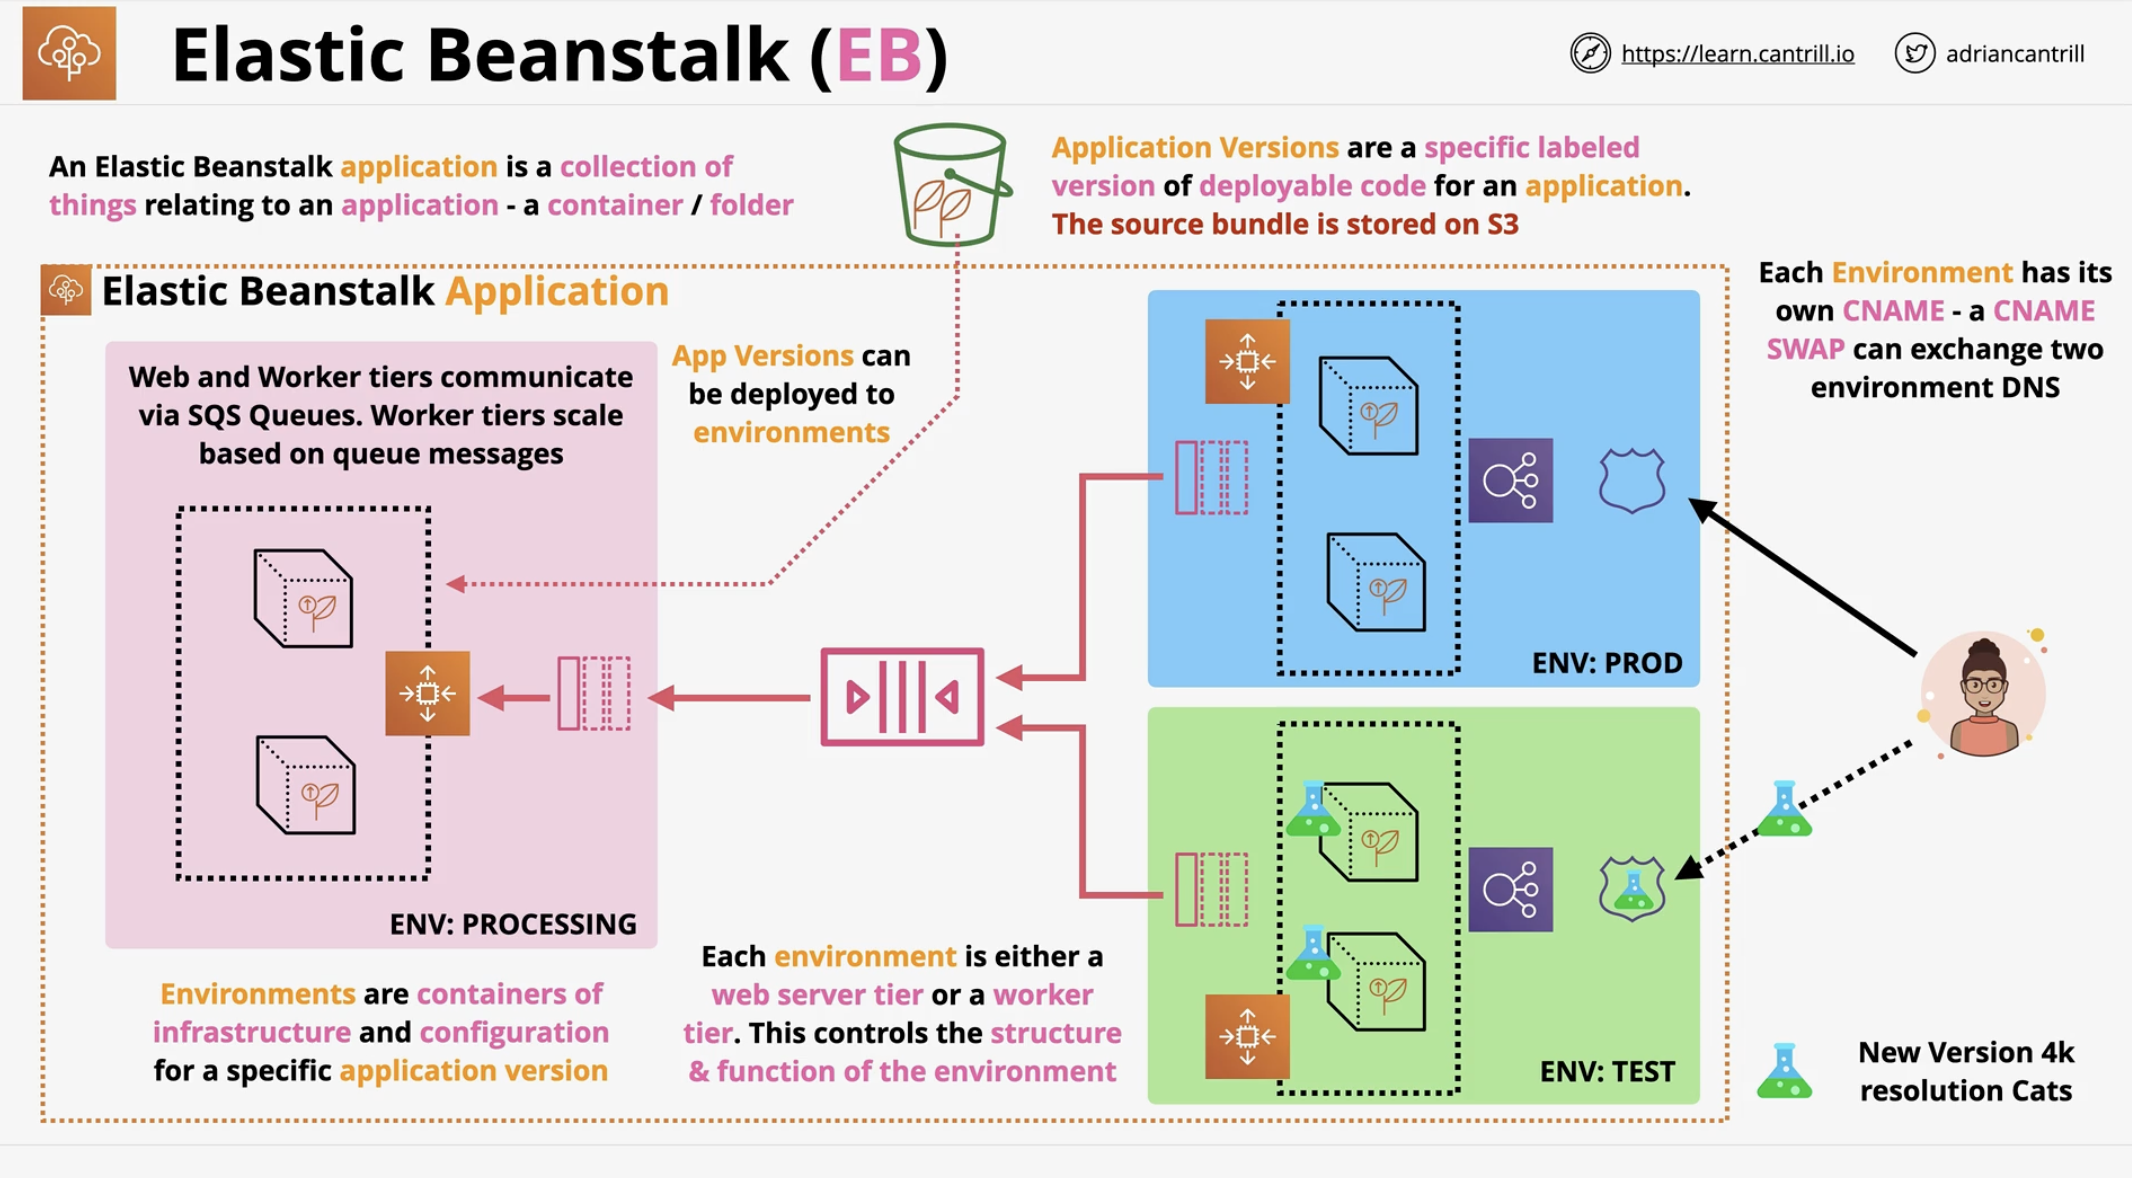 Elastic Beanstalk (EB)
https://learn.cantrill.io
adriancantrill
An Elastic Beanstalk application is a collection of
things relating to an application - a container / folder
Application Versions are a specific labeled
version of deployable code for an application.
The source bundle is stored on S3
Elastic Beanstalk Application
Each Environment has its
own CNAME - a CNAME
SWAP can exchange two
environment DNS
Web and Worker tiers communicate
via SQS Queues. Worker tiers scale
based on queue messages
App Versions can
be deployed to
environments
ENV: PROD
ENV: PROCESSING
Environments are containers of
infrastructure and configuration
for a specific application version
Each environment is either a
web server tier or a worker
tier. This controls the structure
& function of the environment
ENV: TEST
New Version 4k
resolution Cats